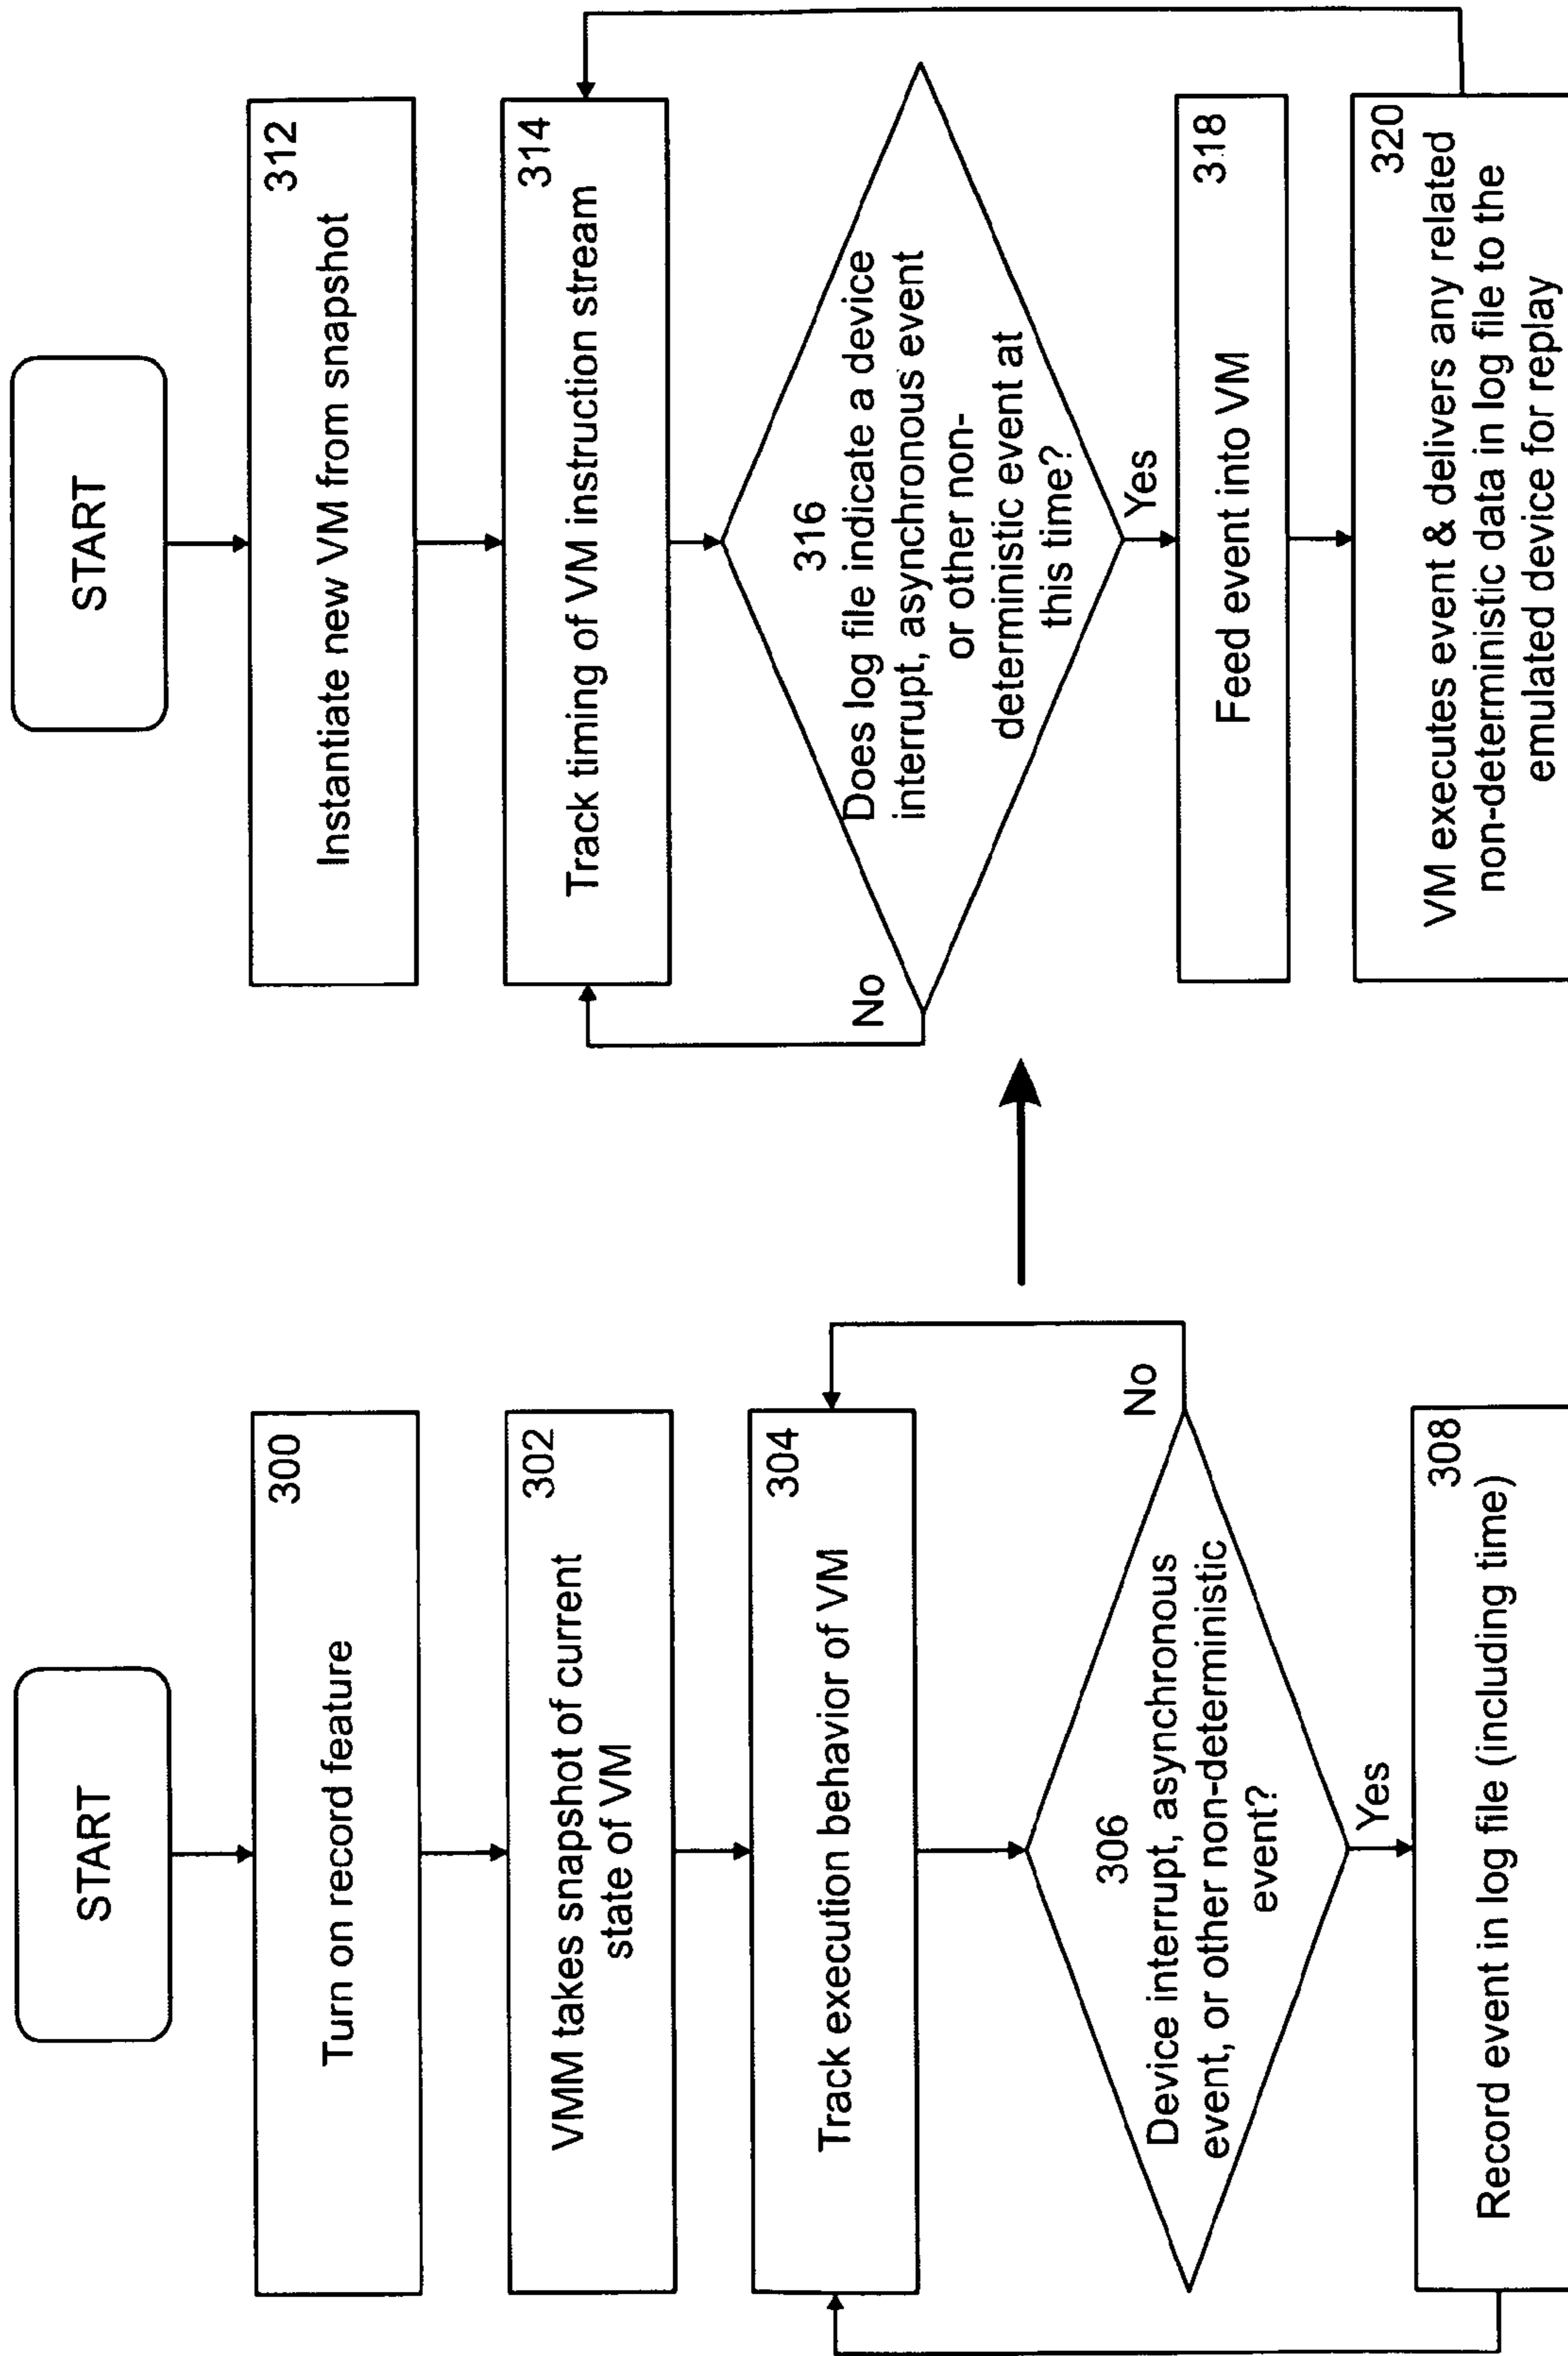 START
300
Turn on record feature
302
VMM takes snapshot of current
state of VM
304
Track execution behavior of VM
306
Device interrupt, asynchronous
event, or other non-deterministic
event?
No
Yes
308
Record event in log file (including time)
START
312
Instantiate new VM from snapshot
314
Track timing of VM instruction stream
316
Does log file indicate a device
interrupt, asynchronous event
or other non-
deterministic event at
this time?
No
Yes
318
Feed event into VM
320
VM executes event & delivers any related
non-deterministic data in log file to the
emulated device for replay